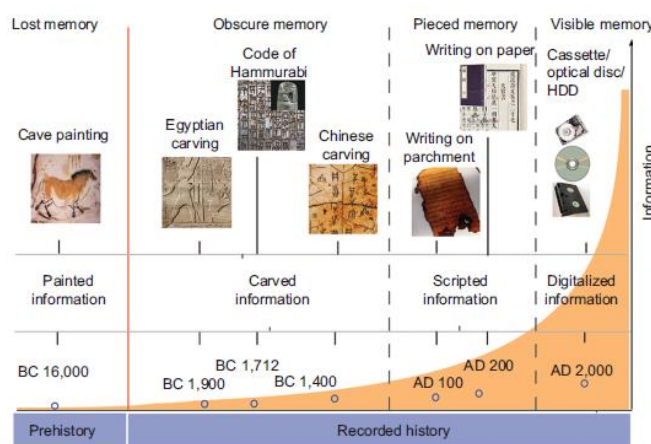 Lost memory
Obscure memory
Pieced memory
Visible memory
Cave painting
Egyptian
carving
Code of
Hammurabi
Chinese
carving
Writing on
parchment
Writing on paper
Cassette/
optical disc/
HDD
Information
Painted
information
Carved
information
Scripted
information
Digitalized
information
BC 16,000
BC 1,900
BC 1,712
BC 1,400
AD 100
AD 200
AD 2,000
Prehistory
Recorded history